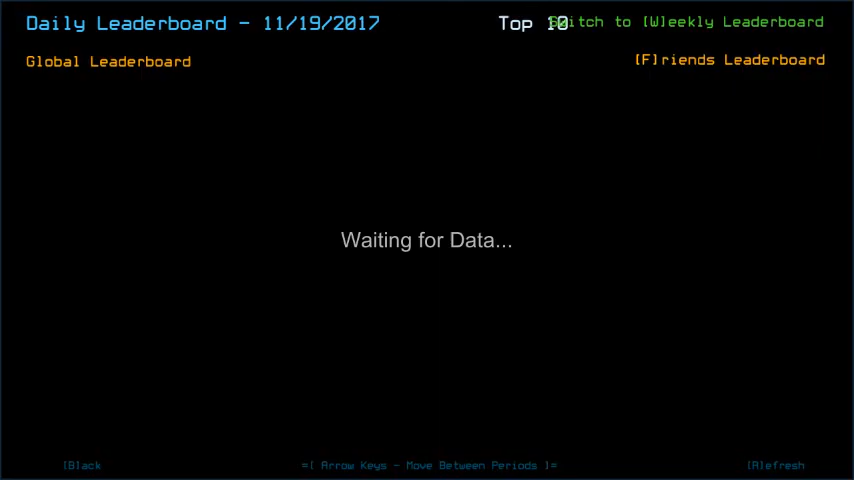 Daily Leaderboard - 11/19/2017
Top 10
Switch to [W]eekly Leaderboard
Global Leaderboard
[F]riends Leaderboard
Waiting for Data...
[B]ack
=[ Arrow Keys - Move Between Periods ]=
[R]efresh